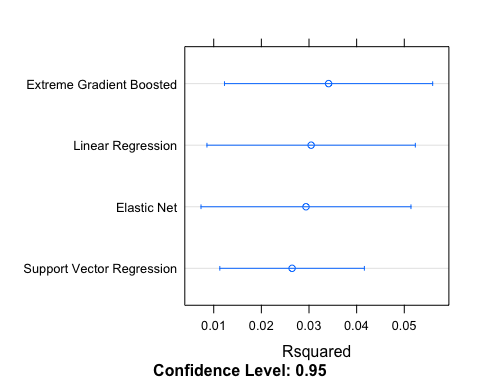 Extreme Gradient Boosted
Linear Regression
Elastic Net
Support Vector Regression
0.01 0.02 0.03 0.04 0.05
Rsquared
Confidence Level: 0.95